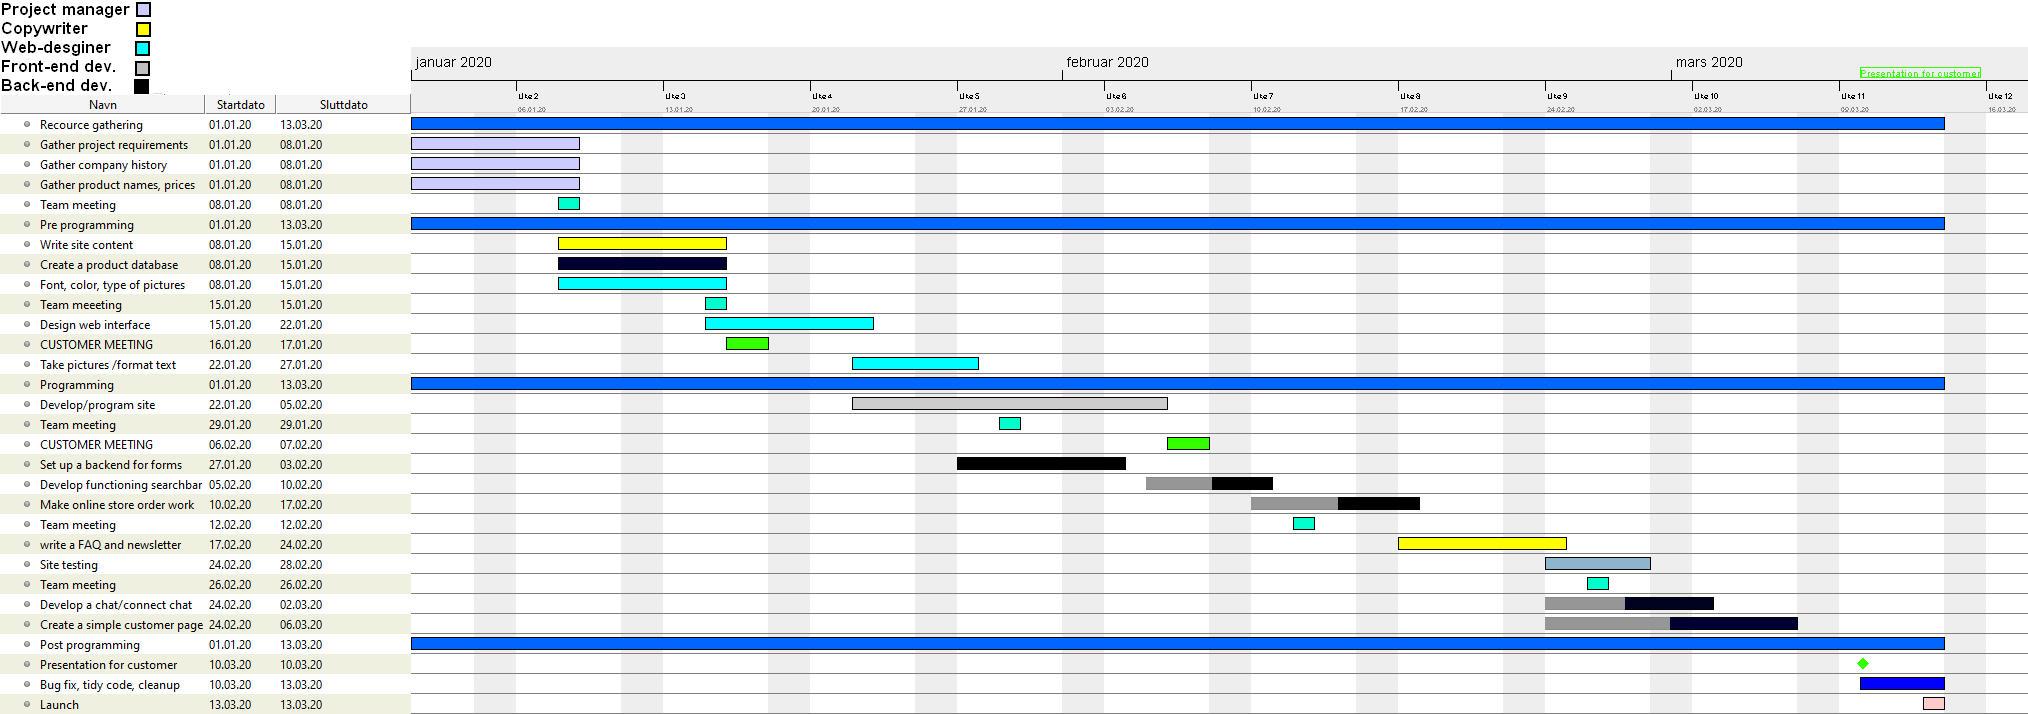 Project manager
Copywriter
Web-desginer
Front-end dev.
Back-end dev.
januar 2020 februar 2020 mars 2020
Presentation for customer
Uke 2 Uke 3 Uke 4 Uke 5 Uke 6 Uke 7 Uke 8 Uke 9 Uke 10 Uke 11 Uke 12
Navn Startdato Sluttdato 06.01.20 13.01.20 20.01.20 27.01.20 03.02.20 10.02.20 17.02.20 24.02.20 02.03.20 09.03.20 16.03.20
Recource gathering 01.01.20 13.03.20
Gather project requirements 01.01.20 08.01.20
Gather company history 01.01.20 08.01.20
Gather product names, prices 01.01.20 08.01.20
Team meeting 08.01.20 08.01.20
Pre programming 01.01.20 13.03.20
Write site content 08.01.20 15.01.20
Create a product database 08.01.20 15.01.20
Font, color, type of pictures 08.01.20 15.01.20
Team meeeting 15.01.20 15.01.20
Design web interface 15.01.20 22.01.20
CUSTOMER MEETING 16.01.20 17.01.20
Take pictures /format text 22.01.20 27.01.20
Programming 01.01.20 13.03.20
Develop/program site 22.01.20 05.02.20
Team meeting 29.01.20 29.01.20
CUSTOMER MEETING 06.02.20 07.02.20
Set up a backend for forms 27.01.20 03.02.20
Develop functioning searchbar 05.02.20 10.02.20
Make online store order work 10.02.20 17.02.20
Team meeting 12.02.20 12.02.20
write a FAQ and newsletter 17.02.20 24.02.20
Site testing 24.02.20 28.02.20
Team meeting 26.02.20 26.02.20
Develop a chat/connect chat 24.02.20 02.03.20
Create a simple customer page 24.02.20 06.03.20
Post programming 01.01.20 13.03.20
Presentation for customer 10.03.20 10.03.20
Bug fix, tidy code, cleanup 10.03.20 13.03.20
Launch 13.03.20 13.03.20